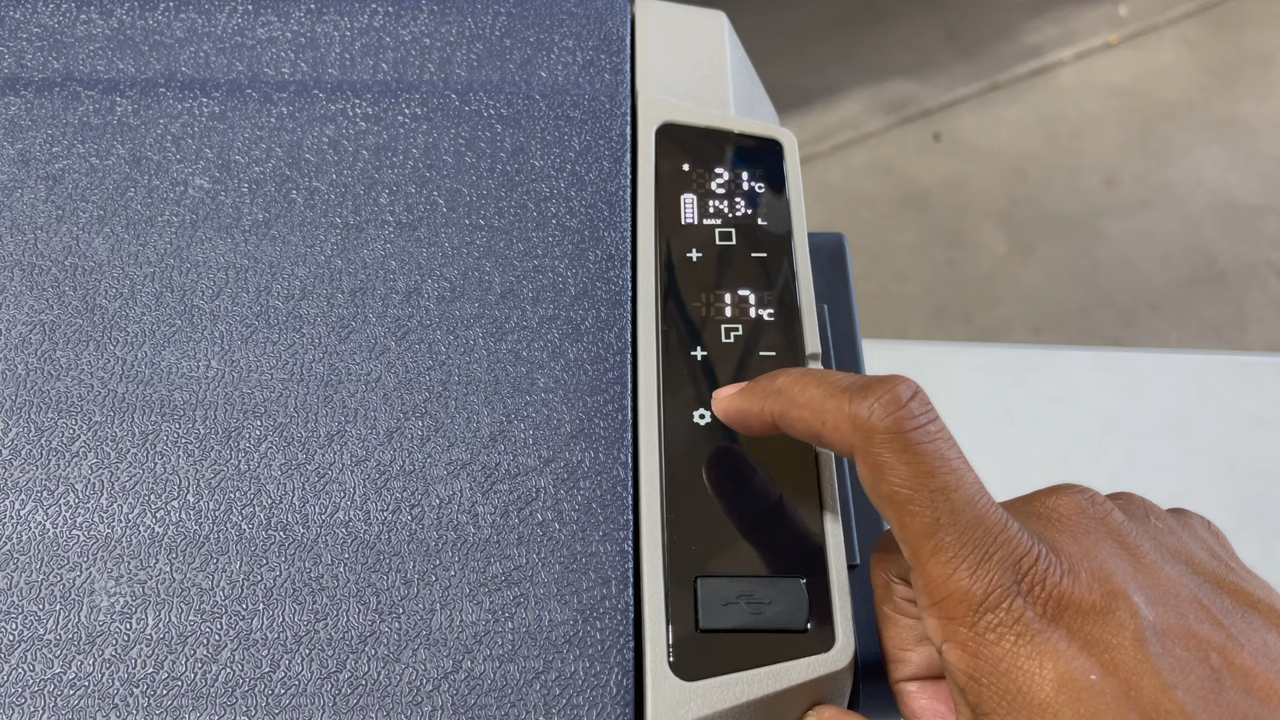 21°C
14.3v
MAX L
+ −
17°C
+ −